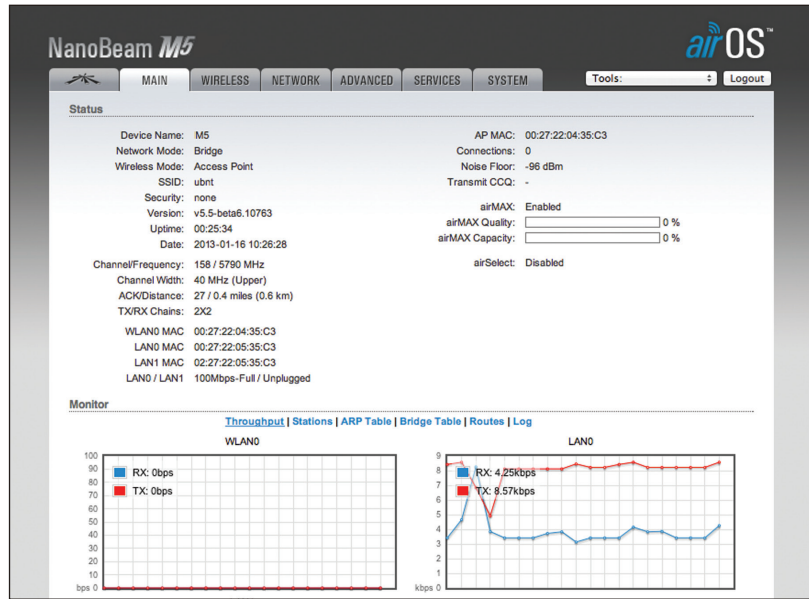 NanoBeam M5
airOS™
MAIN WIRELESS NETWORK ADVANCED SERVICES SYSTEM Tools: Logout
Status
Device Name: M5
Network Mode: Bridge
Wireless Mode: Access Point
SSID: ubnt
Security: none
Version: v5.5-beta6.10763
Uptime: 00:25:34
Date: 2013-01-16 10:26:28
Channel/Frequency: 158 / 5790 MHz
Channel Width: 40 MHz (Upper)
ACK/Distance: 27 / 0.4 miles (0.6 km)
TX/RX Chains: 2X2
WLAN0 MAC 00:27:22:04:35:C3
LAN0 MAC 00:27:22:05:35:C3
LAN1 MAC 02:27:22:05:35:C3
LAN0 / LAN1 100Mbps-Full / Unplugged
AP MAC: 00:27:22:04:35:C3
Connections: 0
Noise Floor: -96 dBm
Transmit CCQ: -
airMAX: Enabled
airMAX Quality: 0 %
airMAX Capacity: 0 %
airSelect: Disabled
Monitor
Throughput | Stations | ARP Table | Bridge Table | Routes | Log
WLAN0
100
90
80
70
60
50
40
30
20
10
bps 0
RX: 0bps
TX: 0bps
LAN0
9
8
7
6
5
4
3
2
1
kbps 0
RX: 4.25kbps
TX: 8.57kbps